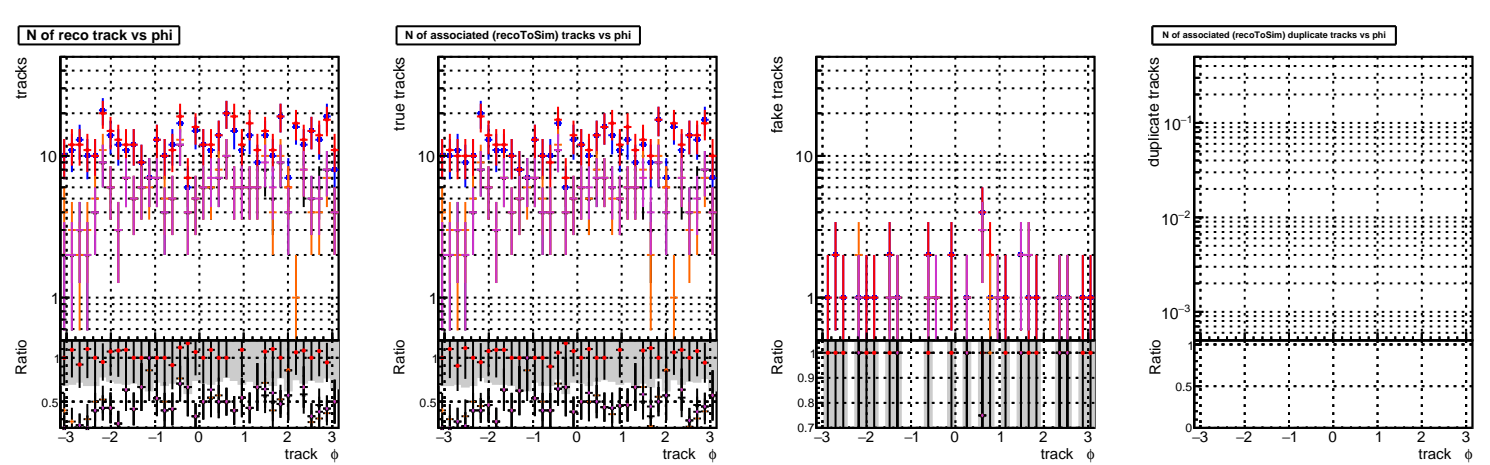 N of reco track vs phi
tracks
10
1
Ratio
1
0.5
−3 −2 −1 0 1 2 3
track ϕ
N of associated (recoToSim) tracks vs phi
true tracks
10
1
Ratio
1
0.5
−3 −2 −1 0 1 2 3
track ϕ
fake tracks
10
1
Ratio
1
0.9
0.8
0.7
−3 −2 −1 0 1 2 3
track ϕ
N of associated (recoToSim) duplicate tracks vs phi
duplicate tracks
10⁻¹
10⁻²
10⁻³
Ratio
1
0.5
0
−3 −2 −1 0 1 2 3
track ϕ